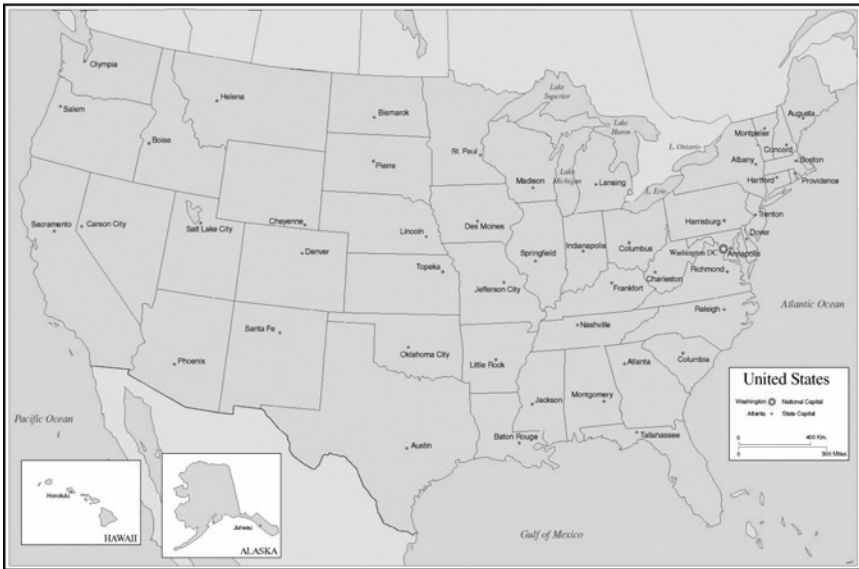 Olympia
Salem
Helena
Boise
Bismarck
Pierre
St. Paul
Lake
Superior
Lake
Huron
Lake
Michigan
L. Ontario
L. Erie
Augusta
Montpelier
Concord
Albany
Boston
Hartford
Providence
Madison
Lansing
Sacramento
Carson City
Salt Lake City
Cheyenne
Denver
Lincoln
Des Moines
Topeka
Springfield
Indianapolis
Columbus
Harrisburg
Trenton
Dover
Washington DC
Annapolis
Richmond
Charleston
Frankfort
Jefferson City
Raleigh
Nashville
Atlantic Ocean
Santa Fe
Phoenix
Oklahoma City
Little Rock
Atlanta
Columbia
Jackson
Montgomery
Baton Rouge
Tallahassee
Austin
Pacific Ocean
Gulf of Mexico
United States
Washington National Capital
Atlanta State Capital
0 400 Km.
0 300 Miles
Honolulu
HAWAII
Juneau
ALASKA